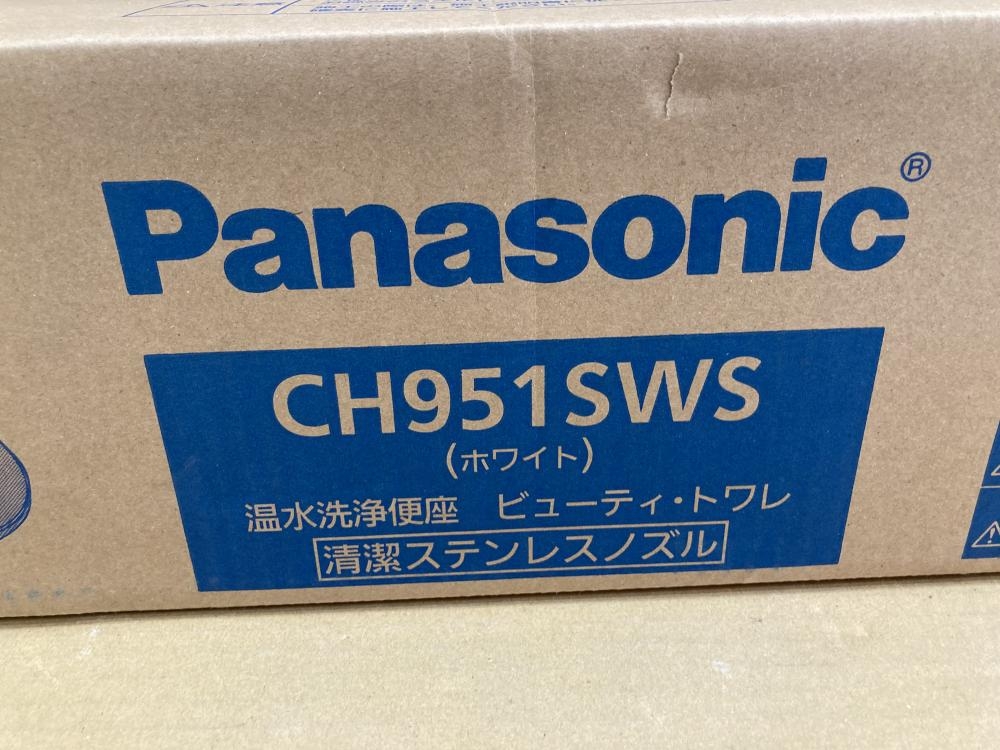 Panasonic®
CH951SWS
(ホワイト)
温水洗浄便座 ビューティ・トワレ
清潔ステンレスノズル